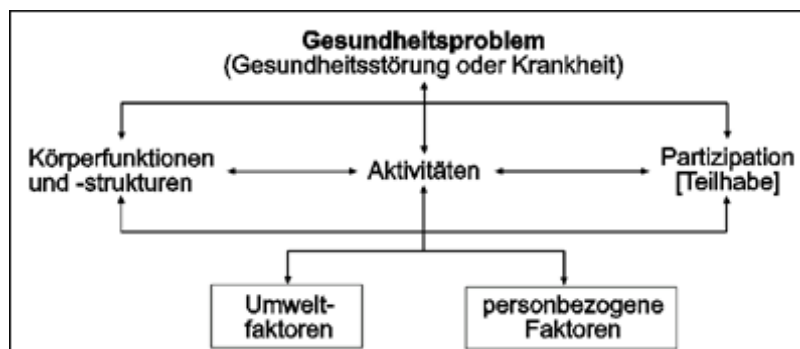 Gesundheitsproblem
(Gesundheitsstörung oder Krankheit)
Körperfunktionen
und -strukturen
Aktivitäten
Partizipation
[Teilhabe]
Umwelt-
faktoren
personbezogene
Faktoren